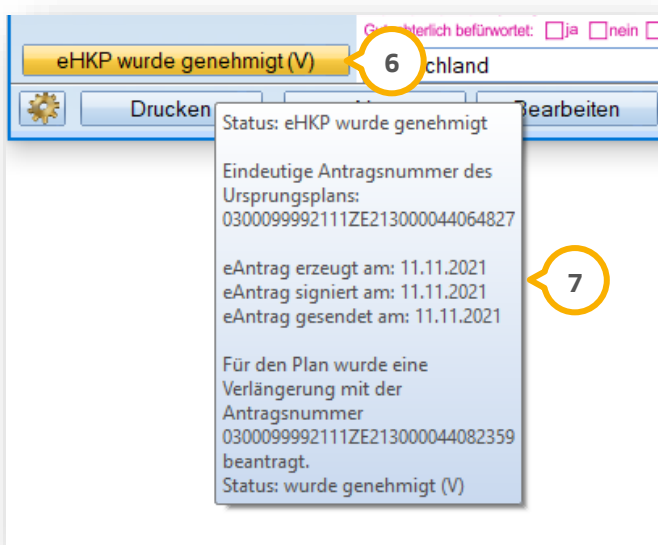 befürwortet: ja nein
eHKP wurde genehmigt (V)
6
chland
Drucken
Bearbeiten
Status: eHKP wurde genehmigt
Eindeutige Antragsnummer des
Ursprungsplans:
0300099992111ZE213000044064827
eAntrag erzeugt am: 11.11.2021
eAntrag signiert am: 11.11.2021
eAntrag gesendet am: 11.11.2021
7
Für den Plan wurde eine
Verlängerung mit der
Antragsnummer
0300099992111ZE213000044082359
beantragt.
Status: wurde genehmigt (V)